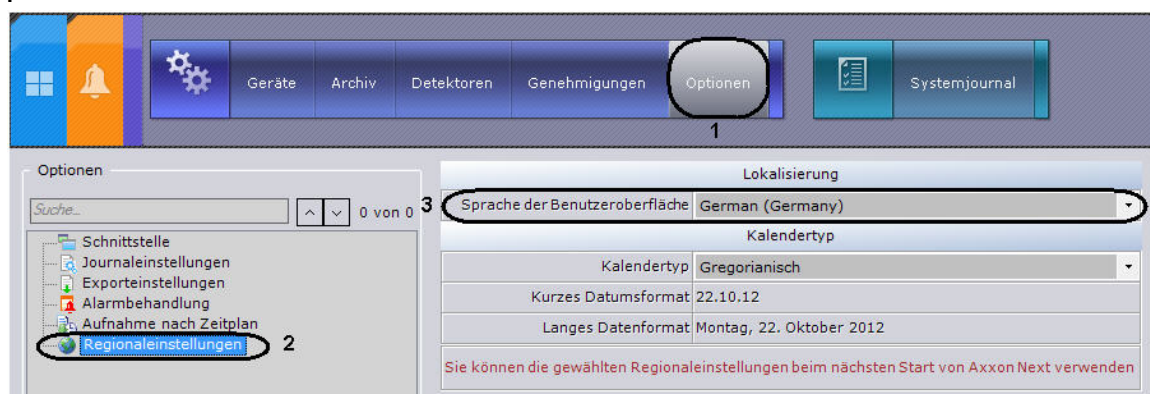 Geräte Archiv Detektoren Genehmigungen Optionen Systemjournal
1
Optionen
Suche... 0 von 0
Schnittstelle
Journaleinstellungen
Exporteinstellungen
Alarmbehandlung
Aufnahme nach Zeitplan
Regionaleinstellungen 2
Lokalisierung
3 Sprache der Benutzeroberfläche German (Germany)
Kalendertyp
Kalendertyp Gregorianisch
Kurzes Datumsformat 22.10.12
Langes Datenformat Montag, 22. Oktober 2012
Sie können die gewählten Regionaleinstellungen beim nächsten Start von Axxon Next verwenden